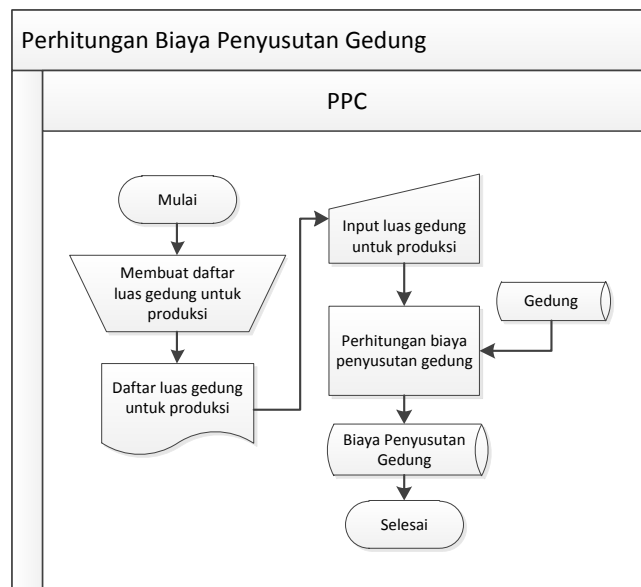 Perhitungan Biaya Penyusutan Gedung
PPC
Mulai
Membuat daftar
luas gedung untuk
produksi
Daftar luas gedung
untuk produksi
Input luas gedung
untuk produksi
Gedung
Perhitungan biaya
penyusutan gedung
Biaya Penyusutan
Gedung
Selesai